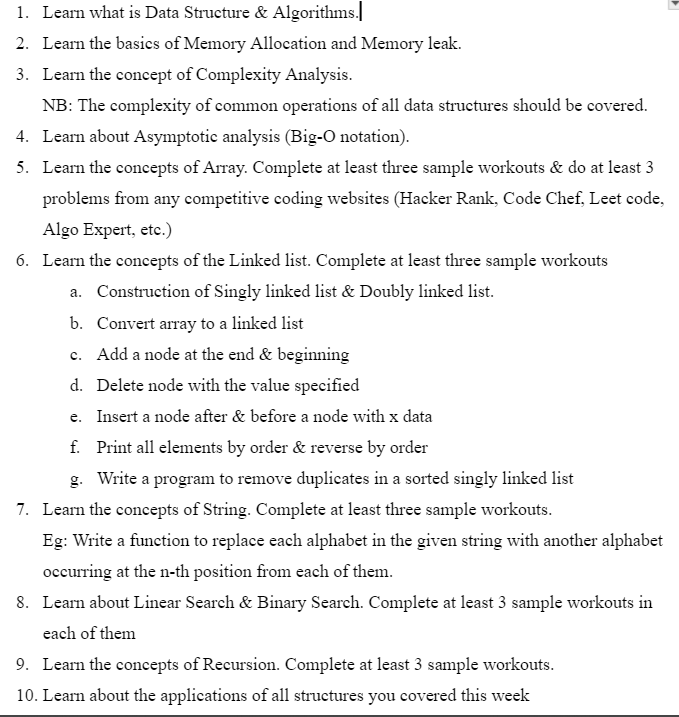 1. Learn what is Data Structure & Algorithms.
2. Learn the basics of Memory Allocation and Memory leak.
3. Learn the concept of Complexity Analysis.
NB: The complexity of common operations of all data structures should be covered.
4. Learn about Asymptotic analysis (Big-O notation).
5. Learn the concepts of Array. Complete at least three sample workouts & do at least 3
problems from any competitive coding websites (Hacker Rank, Code Chef, Leet code,
Algo Expert, etc.)
6. Learn the concepts of the Linked list. Complete at least three sample workouts
a. Construction of Singly linked list & Doubly linked list.
b. Convert array to a linked list
c. Add a node at the end & beginning
d. Delete node with the value specified
e. Insert a node after & before a node with x data
f. Print all elements by order & reverse by order
g. Write a program to remove duplicates in a sorted singly linked list
7. Learn the concepts of String. Complete at least three sample workouts.
Eg: Write a function to replace each alphabet in the given string with another alphabet
occurring at the n-th position from each of them.
8. Learn about Linear Search & Binary Search. Complete at least 3 sample workouts in
each of them
9. Learn the concepts of Recursion. Complete at least 3 sample workouts.
10. Learn about the applications of all structures you covered this week